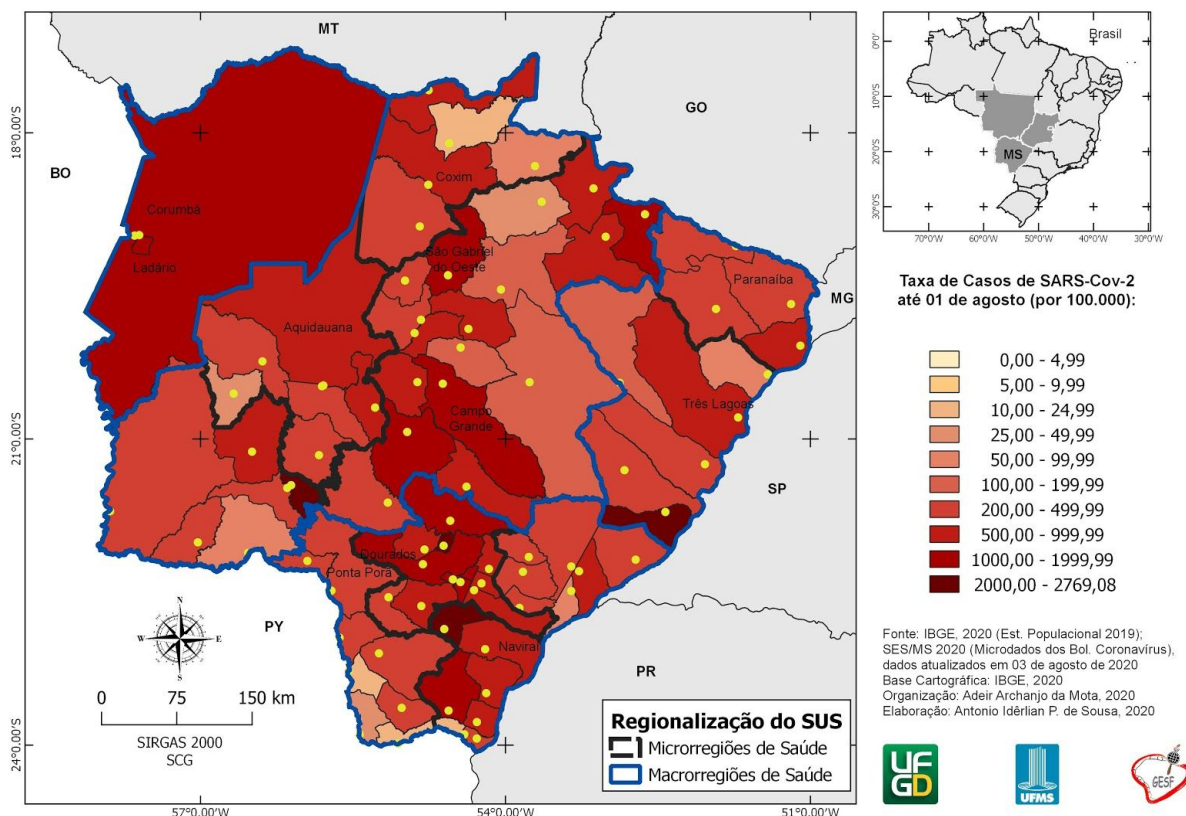 MT
GO
BO
MG
SP
PR
PY
18°0.00'S
21°0.00'S
24°0.00'S
57°0.00'W
54°0.00'W
51°0.00'W
Coxim
Corumbá
Ladário
São Gabriel
do Oeste
Paranaíba
Aquidauana
Três Lagoas
Campo
Grande
Dourados
Ponta Porã
Naviraí
N
W
E
S
0
75
150 km
SIRGAS 2000
SCG
Regionalização do SUS
Microrregiões de Saúde
Macrorregiões de Saúde
Brasil
0°0'S
10°0'S
20°0'S
30°0'S
MS
70°0'W
60°0'W
50°0'W
40°0'W
30°0'W
Taxa de Casos de SARS-Cov-2
até 01 de agosto (por 100.000):
0,00 - 4,99
5,00 - 9,99
10,00 - 24,99
25,00 - 49,99
50,00 - 99,99
100,00 - 199,99
200,00 - 499,99
500,00 - 999,99
1000,00 - 1999,99
2000,00 - 2769,08
Fonte: IBGE, 2020 (Est. Populacional 2019);
SES/MS 2020 (Microdados dos Bol. Coronavírus),
dados atualizados em 03 de agosto de 2020
Base Cartográfica: IBGE, 2020
Organização: Adeir Archanjo da Mota, 2020
Elaboração: Antonio Idêrlian P. de Sousa, 2020
UF
GD
UFMS
GESF